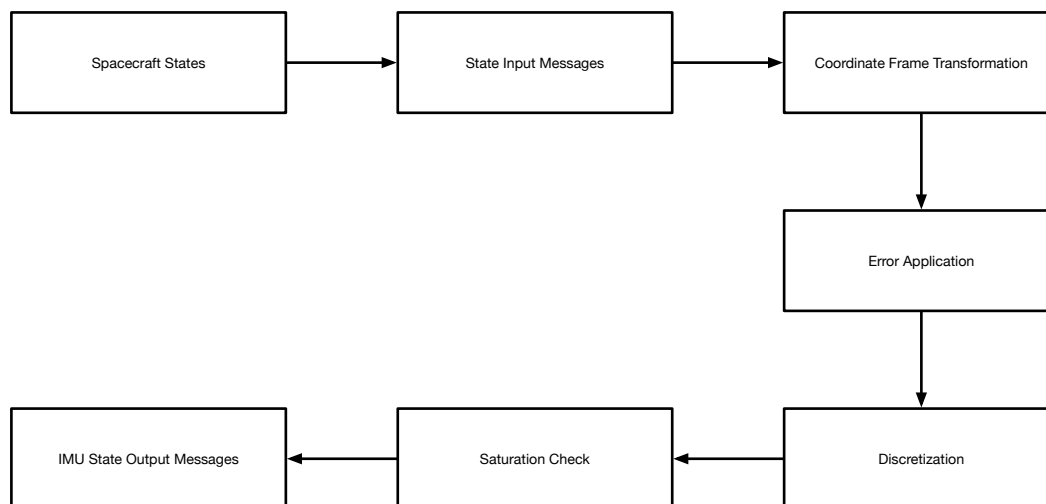 Spacecraft States
State Input Messages
Coordinate Frame Transformation
Error Application
Discretization
Saturation Check
IMU State Output Messages